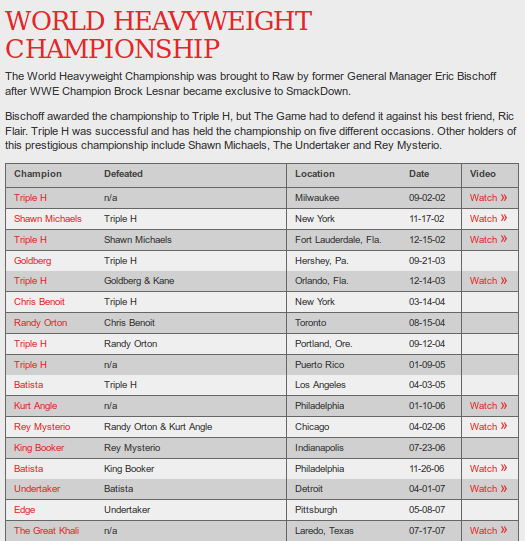 WORLD HEAVYWEIGHT
CHAMPIONSHIP
The World Heavyweight Championship was brought to Raw by former General Manager Eric Bischoff
after WWE Champion Brock Lesnar became exclusive to SmackDown.
Bischoff awarded the championship to Triple H, but The Game had to defend it against his best friend, Ric
Flair. Triple H was successful and has held the championship on five different occasions. Other holders of
this prestigious championship include Shawn Michaels, The Undertaker and Rey Mysterio.
Champion Defeated Location Date Video
Triple H n/a Milwaukee 09-02-02 Watch »
Shawn Michaels Triple H New York 11-17-02 Watch »
Triple H Shawn Michaels Fort Lauderdale, Fla. 12-15-02 Watch »
Goldberg Triple H Hershey, Pa. 09-21-03
Triple H Goldberg & Kane Orlando, Fla. 12-14-03 Watch »
Chris Benoit Triple H New York 03-14-04
Randy Orton Chris Benoit Toronto 08-15-04
Triple H Randy Orton Portland, Ore. 09-12-04
Triple H n/a Puerto Rico 01-09-05
Batista Triple H Los Angeles 04-03-05
Kurt Angle n/a Philadelphia 01-10-06 Watch »
Rey Mysterio Randy Orton & Kurt Angle Chicago 04-02-06 Watch »
King Booker Rey Mysterio Indianapolis 07-23-06
Batista King Booker Philadelphia 11-26-06 Watch »
Undertaker Batista Detroit 04-01-07 Watch »
Edge Undertaker Pittsburgh 05-08-07
The Great Khali n/a Laredo, Texas 07-17-07 Watch »